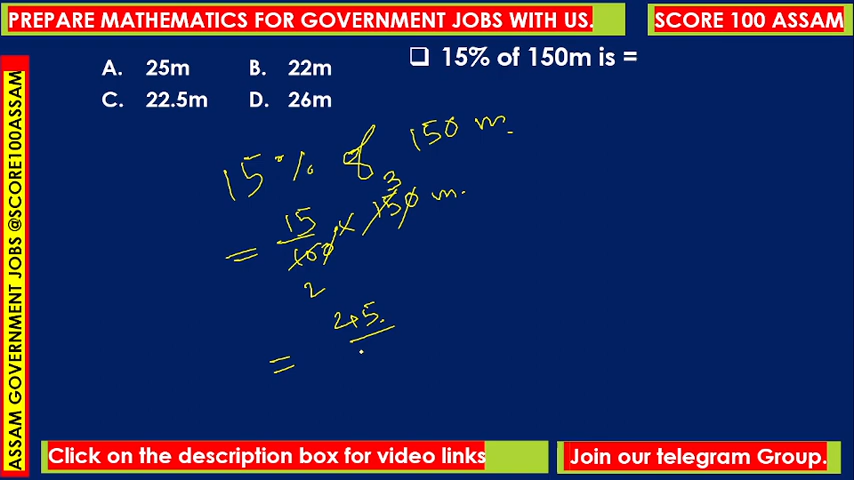 PREPARE MATHEMATICS FOR GOVERNMENT JOBS WITH US.
SCORE 100 ASSAM
15% of 150m is =
A. 25m B. 22m
C. 22.5m D. 26m
15% of 150 m.
3
= 15/100 x 150 m.
2
= 2+5.
ASSAM GOVERNMENT JOBS @SCORE100ASSAM
Click on the description box for video links
Join our telegram Group.